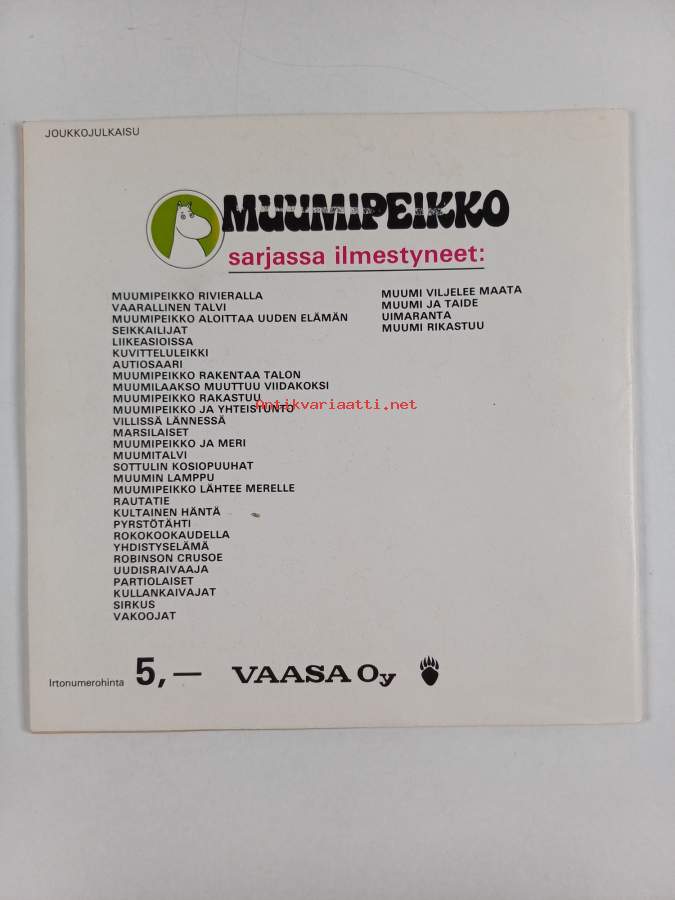 JOUKKOJULKAISU
MUUMIPEIKKO
sarjassa ilmestyneet:
MUUMIPEIKKO RIVIERALLA
VAARALLINEN TALVI
MUUMIPEIKKO ALOITTAA UUDEN ELÄMÄN
SEIKKAILIJAT
LIIKEASIOISSA
KUVITTELULEIKKI
AUTIOSAARI
MUUMIPEIKKO RAKENTAA TALON
MUUMILAAKSO MUUTTUU VIIDAKOKSI
MUUMIPEIKKO RAKASTUU
MUUMIPEIKKO JA YHTEISTUNTO
VILLISSÄ LÄNNESSÄ
MARSILAISET
MUUMIPEIKKO JA MERI
MUUMITALVI
SOTTULIN KOSIOPUUHAT
MUUMIN LAMPPU
MUUMIPEIKKO LÄHTEE MERELLE
RAUTATIE
KULTAINEN HÄNTÄ
PYRSTÖTÄHTI
ROKOKOOKAUDELLA
YHDISTYSELÄMÄ
ROBINSON CRUSOE
UUDISRAIVAAJA
PARTIOLAISET
KULLANKAIVAJAT
SIRKUS
VAKOOJAT
MUUMI VILJELEE MAATA
MUUMI JA TAIDE
UIMARANTA
MUUMI RIKASTUU
Antikvariaatti.net
Irtonumerohinta 5,— VAASA Oy